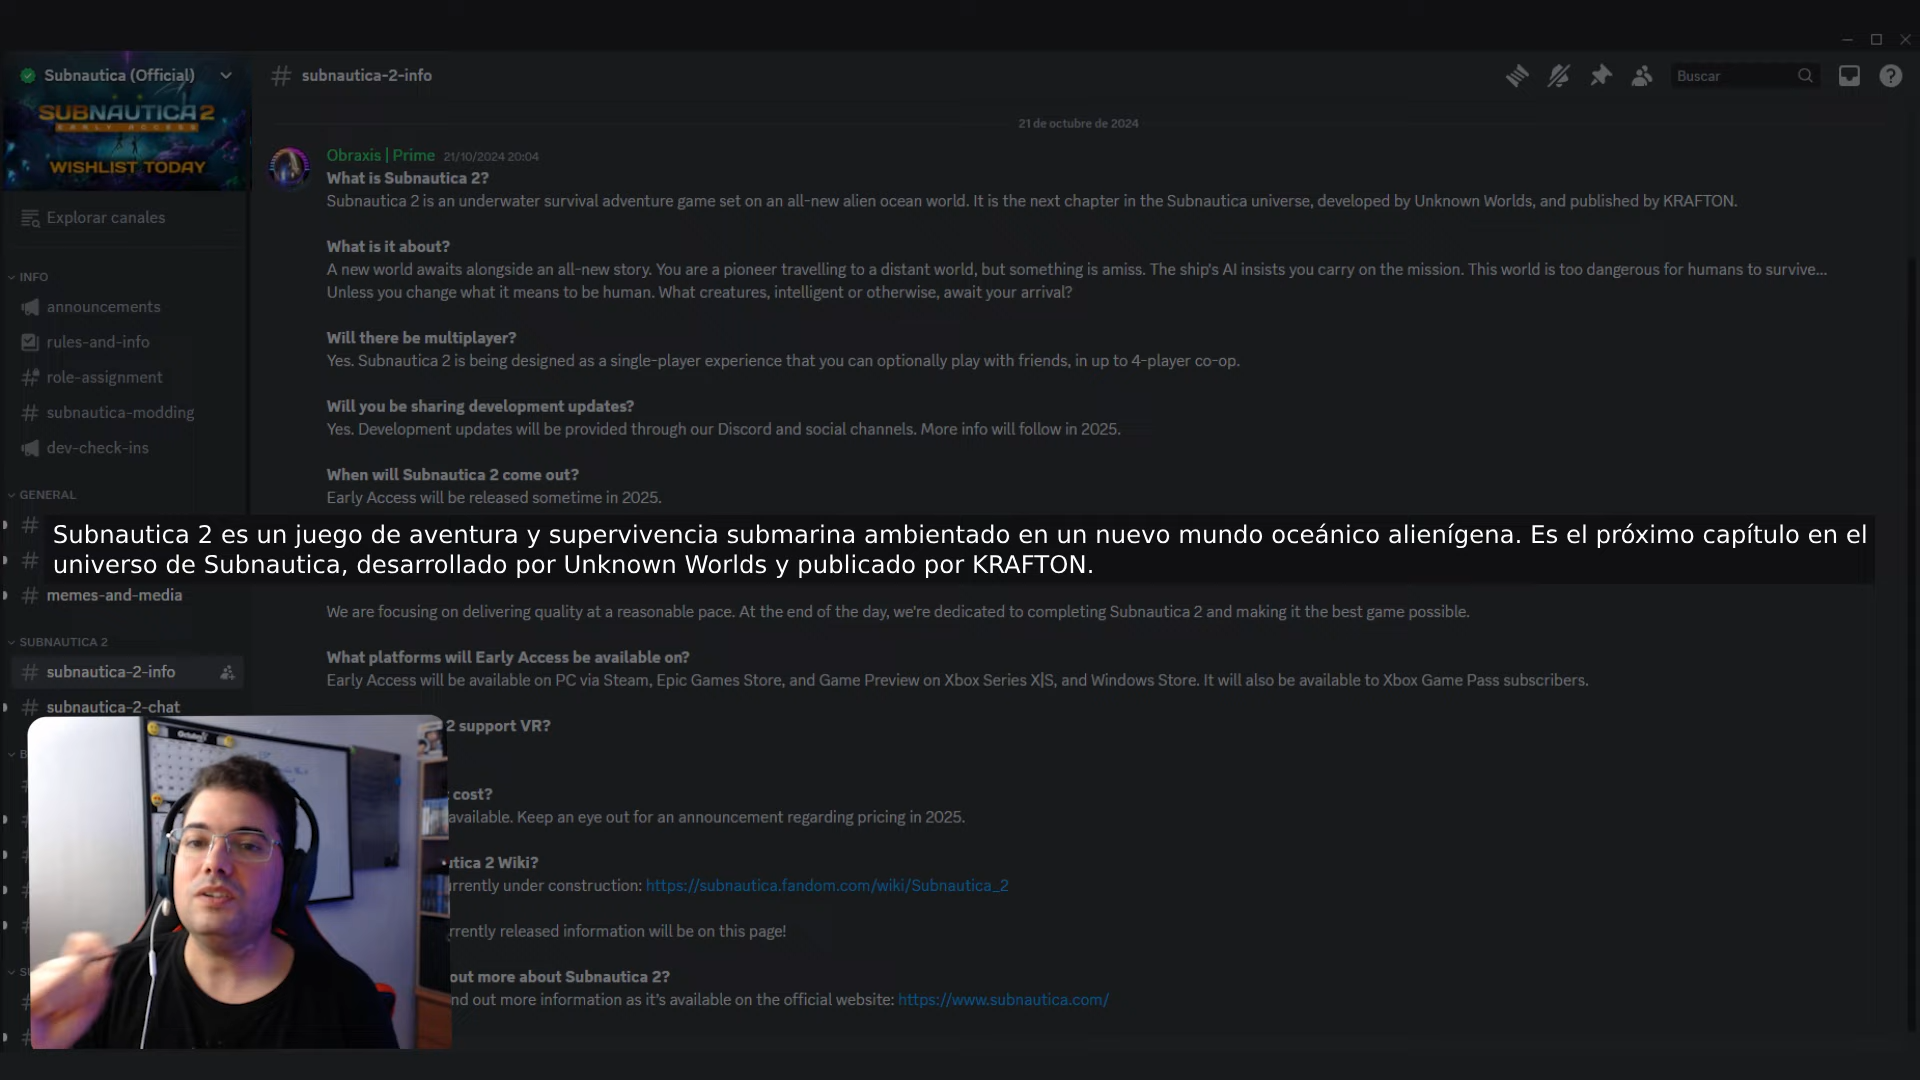 Subnautica (Official)
SUBNAUTICA 2
EARLY ACCESS
WISHLIST TODAY
Explorar canales
INFO
announcements
rules-and-info
role-assignment
subnautica-modding
dev-check-ins
GENERAL
memes-and-media
SUBNAUTICA 2
subnautica-2-info
subnautica-2-chat
subnautica-2-info
Buscar
21 de octubre de 2024
Obraxis | Prime 21/10/2024 20:04
What is Subnautica 2?
Subnautica 2 is an underwater survival adventure game set on an all-new alien ocean world. It is the next chapter in the Subnautica universe, developed by Unknown Worlds, and published by KRAFTON.
What is it about?
A new world awaits alongside an all-new story. You are a pioneer travelling to a distant world, but something is amiss. The ship's AI insists you carry on the mission. This world is too dangerous for humans to survive...
Unless you change what it means to be human. What creatures, intelligent or otherwise, await your arrival?
Will there be multiplayer?
Yes. Subnautica 2 is being designed as a single-player experience that you can optionally play with friends, in up to 4-player co-op.
Will you be sharing development updates?
Yes. Development updates will be provided through our Discord and social channels. More info will follow in 2025.
When will Subnautica 2 come out?
Early Access will be released sometime in 2025.
Subnautica 2 es un juego de aventura y supervivencia submarina ambientado en un nuevo mundo oceánico alienígena. Es el próximo capítulo en el
universo de Subnautica, desarrollado por Unknown Worlds y publicado por KRAFTON.
We are focusing on delivering quality at a reasonable pace. At the end of the day, we're dedicated to completing Subnautica 2 and making it the best game possible.
What platforms will Early Access be available on?
Early Access will be available on PC via Steam, Epic Games Store, and Game Preview on Xbox Series X|S, and Windows Store. It will also be available to Xbox Game Pass subscribers.
2 support VR?
cost?
available. Keep an eye out for an announcement regarding pricing in 2025.
2 Wiki?
under construction: https://subnautica.fandom.com/wiki/Subnautica_2
released information will be on this page!
out more about Subnautica 2?
out more information as it's available on the official website: https://www.subnautica.com/
October